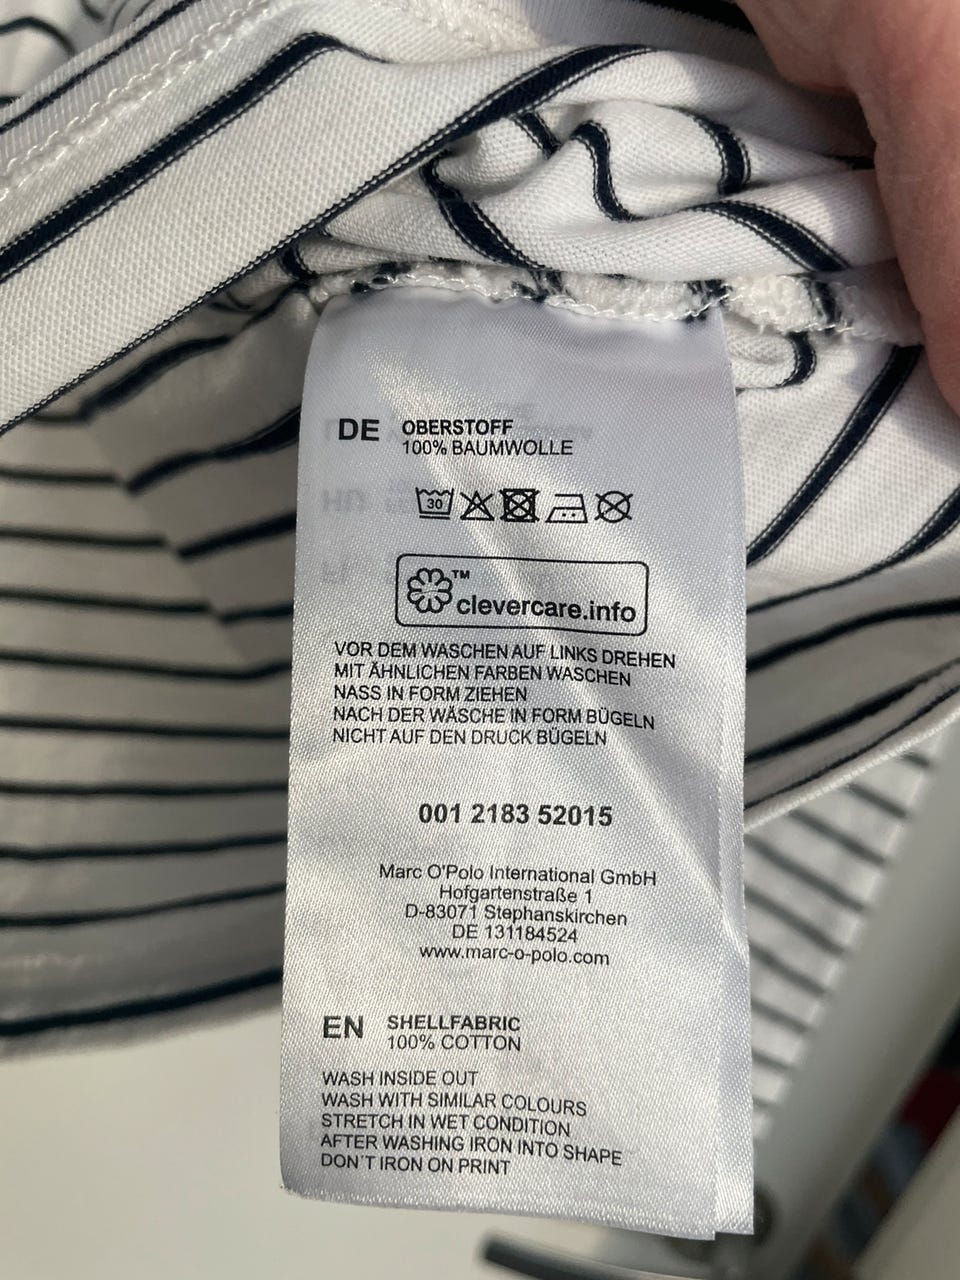 DE OBERSTOFF
100% BAUMWOLLE
30
TM
clevercare.info
VOR DEM WASCHEN AUF LINKS DREHEN
MIT ÄHNLICHEN FARBEN WASCHEN
NASS IN FORM ZIEHEN
NACH DER WÄSCHE IN FORM BÜGELN
NICHT AUF DEN DRUCK BÜGELN
001 2183 52015
Marc O'Polo International GmbH
Hofgartenstraße 1
D-83071 Stephanskirchen
DE 131184524
www.marc-o-polo.com
EN SHELLFABRIC
100% COTTON
WASH INSIDE OUT
WASH WITH SIMILAR COLOURS
STRETCH IN WET CONDITION
AFTER WASHING IRON INTO SHAPE
DON´T IRON ON PRINT